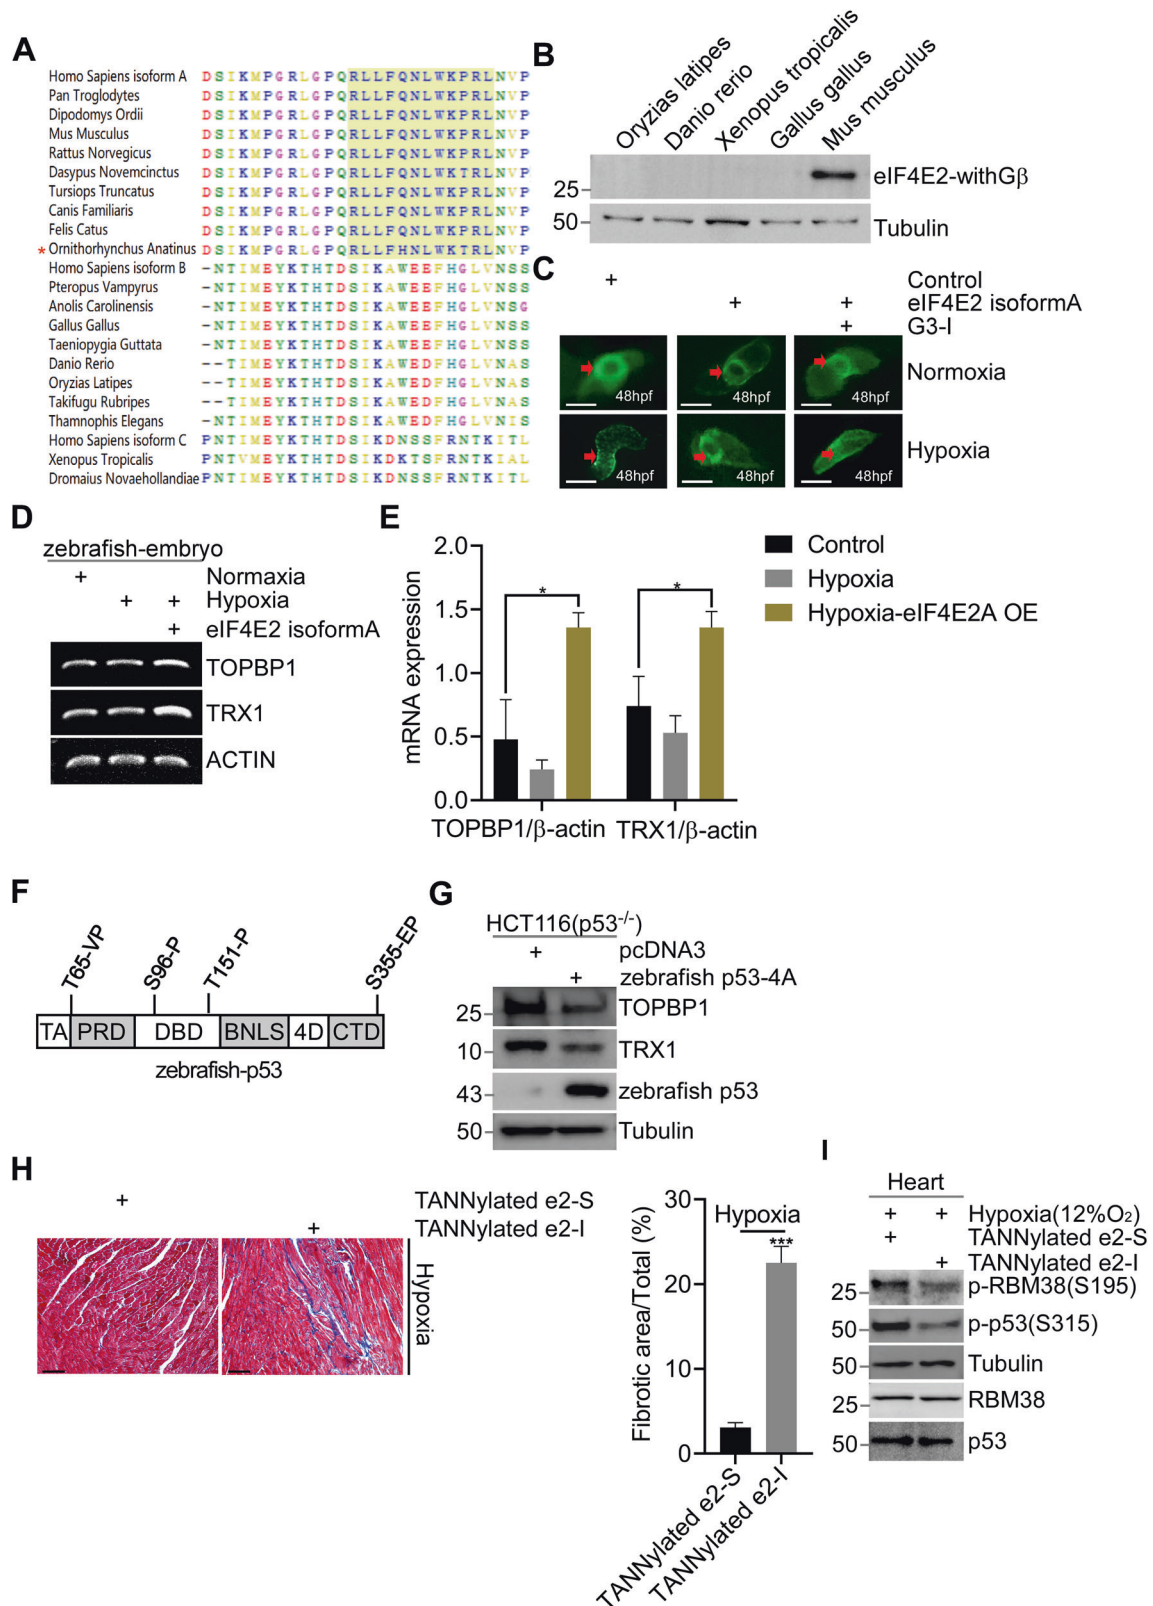 A
Homo Sapiens isoform A DSIKMPGRLGPQRLLFQNLWKPRLNVP
Pan Troglodytes DSIKMPGRLGPQRLLFQNLWKPRLNVP
Dipodomys Ordii DSIKMPGRLGPQRLLFQNLWKPRLNVP
Mus Musculus DSIKMPGRLGPQRLLFQNLWKPRLNVP
Rattus Norvegicus DSIKMPGRLGPQRLLFQNLWKPRLNVP
Dasypus Novemcinctus DSIKMPGRLGPQRLLFQNLWKPRLNVP
Tursiops Truncatus DSIKMPGRLGPQRLLFQNLWKPRLNVP
Canis Familiaris DSIKMPGRLGPQRLLFQNLWKPRLNVP
Felis Catus DSIKMPGRLGPQRLLFQNLWKPRLNVP
* Ornithorhynchus Anatinus DSIKMPGRLGPQRLLFHNLWKTRLNVP
Homo Sapiens isoform B -NTIMEYKTHTDSIKAWEEFHGLVNSS
Pteropus Vampyrus -NTIMEYKTHTDSIKAWEEFHGLVNSS
Anolis Carolinensis -NTIMEYKTHTDSIKAWEEFHGLVNSG
Gallus Gallus -NTIMEYKTHTDSIKAWEEFHGLVNSS
Taeniopygia Guttata -NTIMEYKTHTDSIKAWEEFHGLVNSS
Danio Rerio --TIMEYKTHTDSIKAWEDFHGLVNAS
Oryzias Latipes --TIMEYKTHTDSIKAWEDFHGLVNAS
Takifugu Rubripes --TIMEYKTHTDSIKAWEDFHGLVNAS
Thamnophis Elegans -NTIMEYKTHTDSIKAWEDFHGLVNIS
Homo Sapiens isoform C PNTIMEYKTHTDSIKDNSSFRNTKITL
Xenopus Tropicalis PNTVMEYKTHTDSIKDKTSFRNTKIAL
Dromaius Novaehollandiae PNTIMEYKTHTDSIKDNSSFRNTKITL
B
Oryzias latipes
Danio rerio
Xenopus tropicalis
Gallus gallus
Mus musculus
25 eIF4E2-withGβ
50 Tubulin
C
+ Control
+ + eIF4E2 isoformA
+ G3-I
48hpf 48hpf 48hpf Normoxia
48hpf 48hpf 48hpf Hypoxia
D
zebrafish-embryo
+ Normaxia
+ + Hypoxia
+ eIF4E2 isoformA
TOPBP1
TRX1
ACTIN
E
mRNA expression
2.0
1.5
1.0
0.5
0.0
* *
TOPBP1/β-actin TRX1/β-actin
Control
Hypoxia
Hypoxia-eIF4E2A OE
F
T65-VP
S96-P
T151-P
S355-EP
TA PRD DBD BNLS 4D CTD
zebrafish-p53
G
HCT116(p53-/-)
+ pcDNA3
+ zebrafish p53-4A
25 TOPBP1
10 TRX1
43 zebrafish p53
50 Tubulin
H
+ TANNylated e2-S
+ TANNylated e2-I
Hypoxia
Fibrotic area/Total (%)
30
20
10
0
Hypoxia
***
TANNylated e2-S
TANNylated e2-I
I
Heart
+ + Hypoxia(12%O2)
+ TANNylated e2-S
+ TANNylated e2-I
25 p-RBM38(S195)
50 p-p53(S315)
50 Tubulin
25 RBM38
50 p53